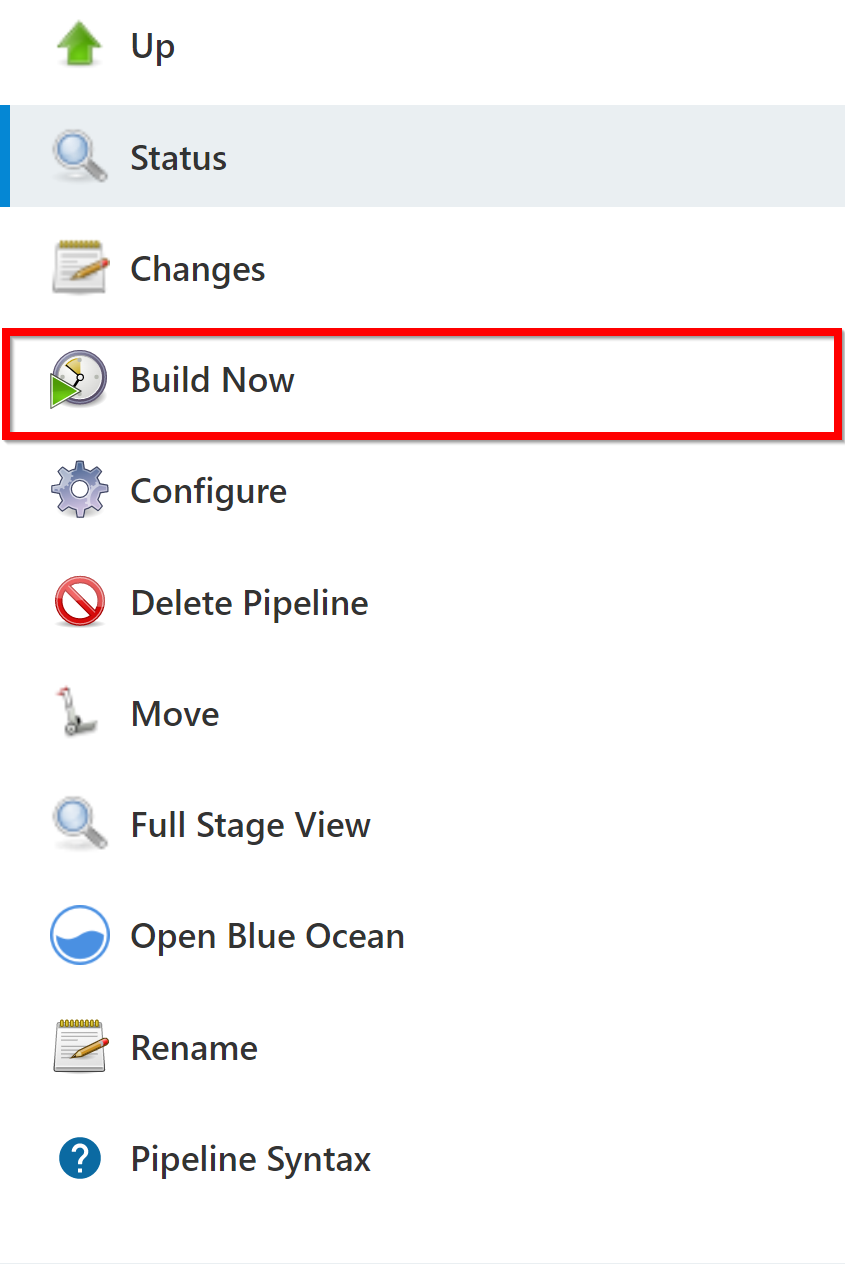 Up
Status
Changes
Build Now
Configure
Delete Pipeline
Move
Full Stage View
Open Blue Ocean
Rename
? Pipeline Syntax